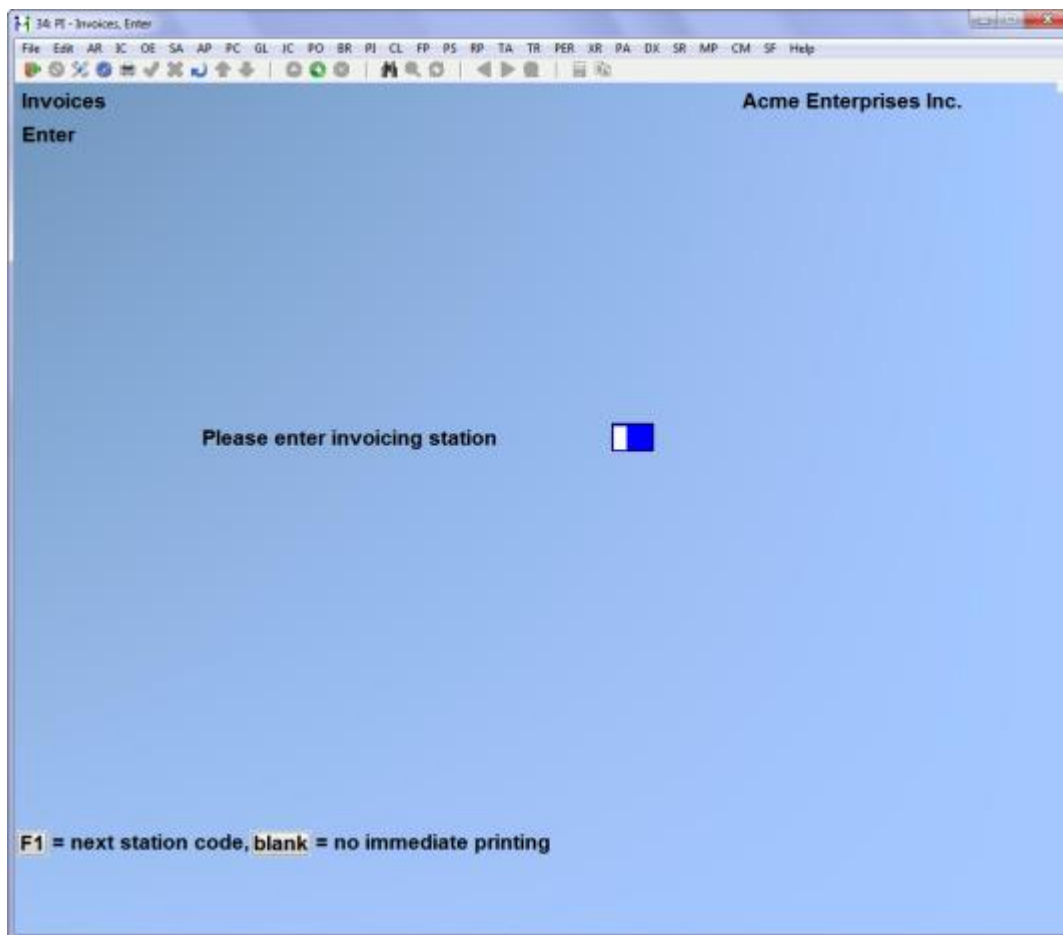 34: PI - Invoices, Enter
File Edit AR IC OE SA AP PC GL JC PO BR PI CL FP PS RP TA TR PER XR PA DX SR MP CM SF Help
Invoices
Acme Enterprises Inc.
Enter
Please enter invoicing station
F1 = next station code, blank = no immediate printing